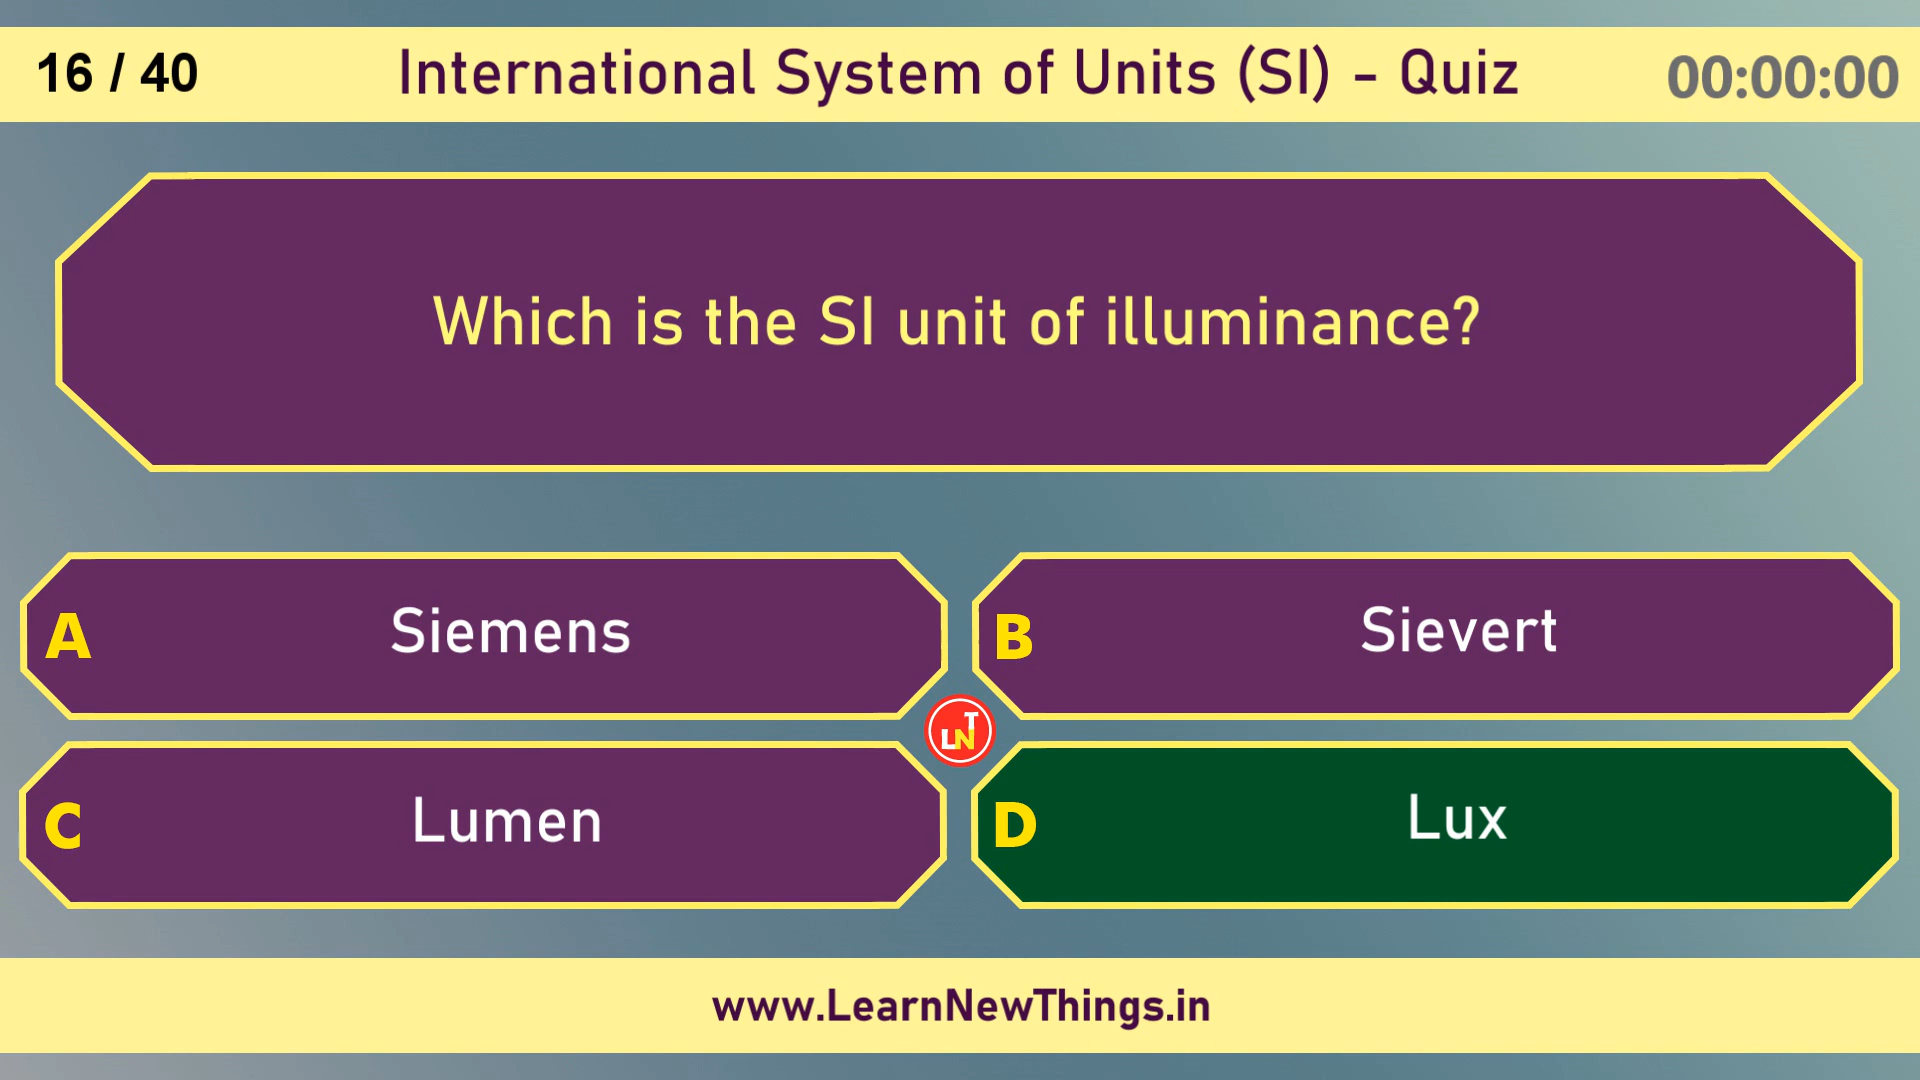 16 / 40
International System of Units (SI) - Quiz
00:00:00
Which is the SI unit of illuminance?
A
Siemens
B
Sievert
LNT
C
Lumen
D
Lux
www.LearnNewThings.in